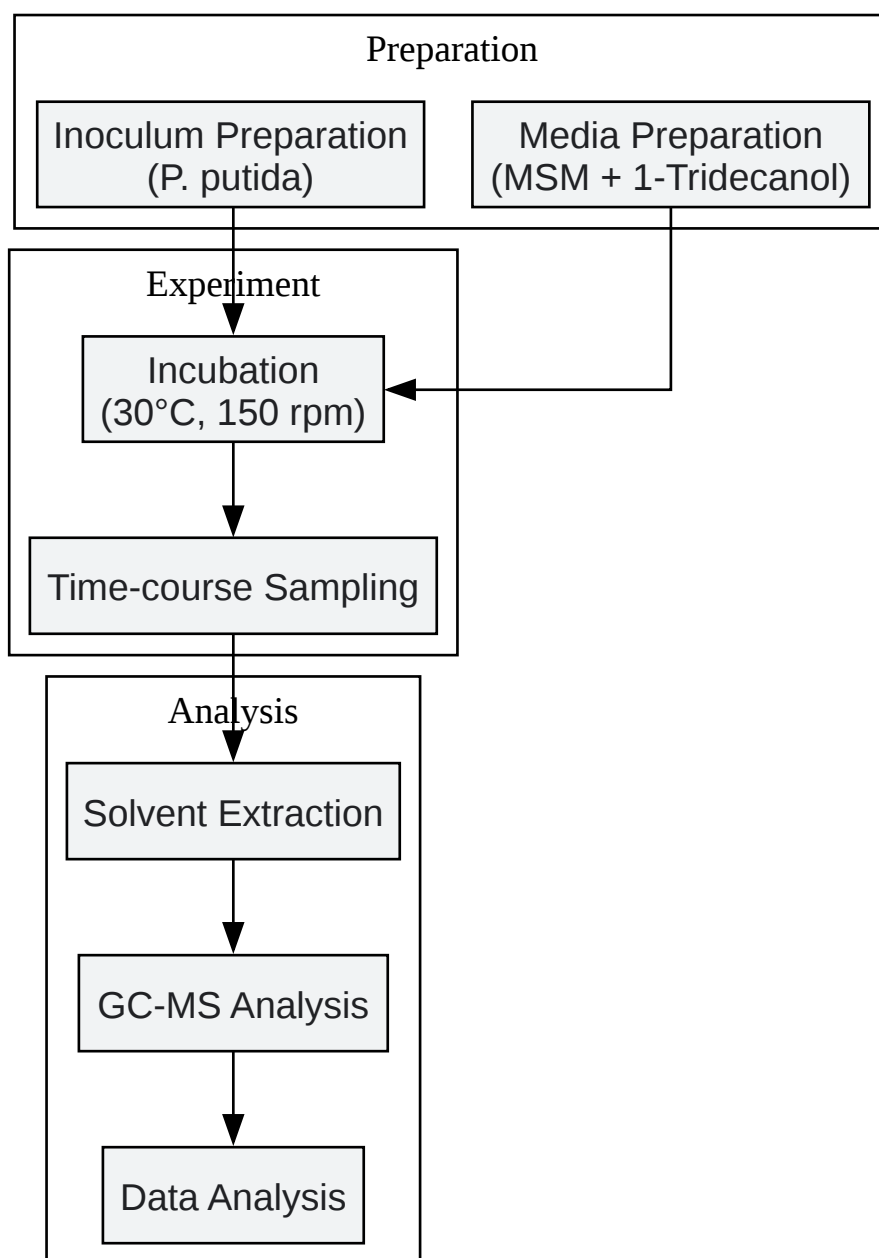 Preparation
Inoculum Preparation
(P. putida)
Media Preparation
(MSM + 1-Tridecanol)
Experiment
Incubation
(30°C, 150 rpm)
Time-course Sampling
Analysis
Solvent Extraction
GC-MS Analysis
Data Analysis